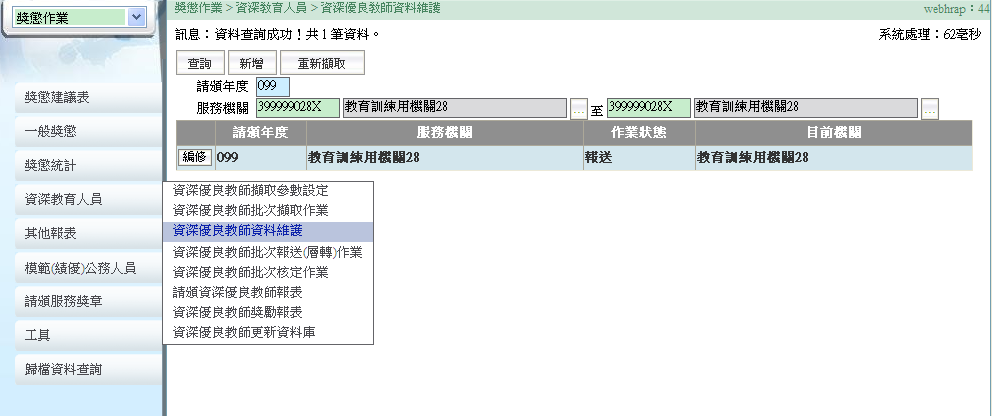 獎懲作業
獎懲作業 > 資深教育人員 > 資深優良教師資料維護
webhrap：44
訊息：資料查詢成功！共 1 筆資料。
系統處理：62毫秒
查詢 新增 重新擷取
請頒年度 099
服務機關 399999028X 教育訓練用機關28 ... 至 399999028X 教育訓練用機關28 ...
請頒年度 服務機關 作業狀態 目前機關
編修 099 教育訓練用機關28 報送 教育訓練用機關28
獎懲建議表
一般獎懲
獎懲統計
資深教育人員
其他報表
模範(績優)公務人員
請頒服務獎章
工具
歸檔資料查詢
資深優良教師擷取參數設定
資深優良教師批次擷取作業
資深優良教師資料維護
資深優良教師批次報送(層轉)作業
資深優良教師批次核定作業
請頒資深優良教師報表
資深優良教師獎勵報表
資深優良教師更新資料庫